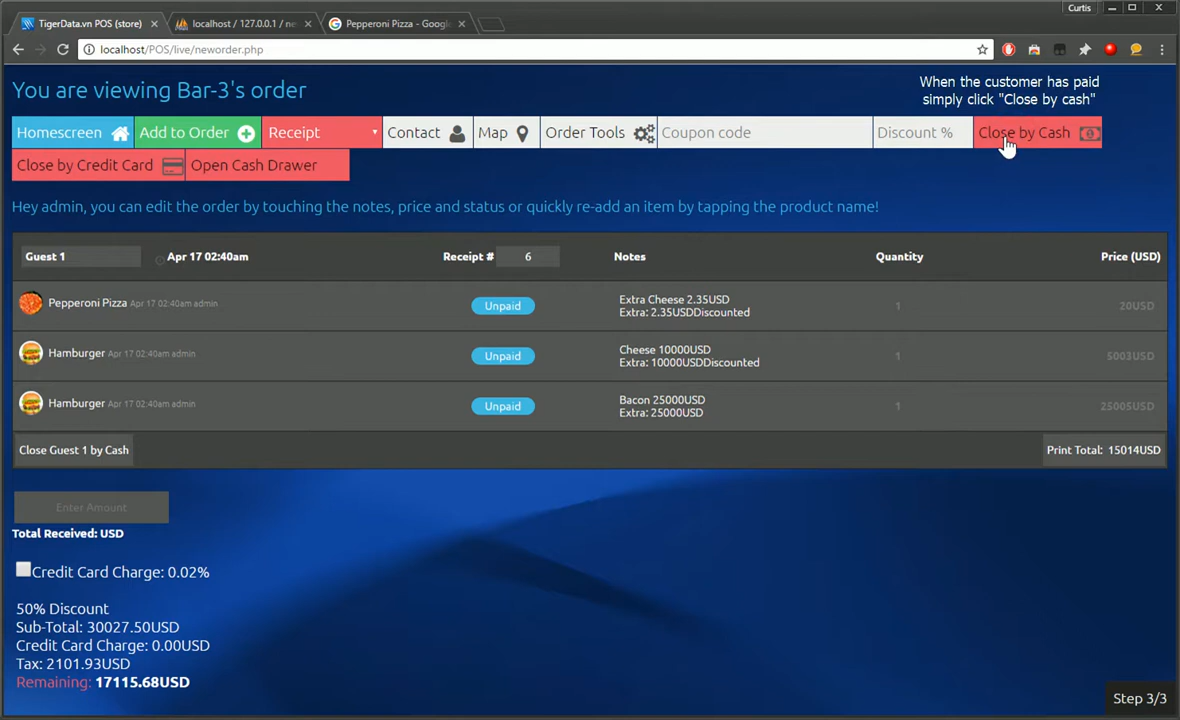 Curtis
TigerData.vn POS (store)
localhost / 127.0.0.1 / ne
Pepperoni Pizza - Google
localhost/POS/live/neworder.php
You are viewing Bar-3's order
When the customer has paid
simply click "Close by cash"
Homescreen
Add to Order
Receipt
Contact
Map
Order Tools
Coupon code
Discount %
Close by Cash
Close by Credit Card
Open Cash Drawer
Hey admin, you can edit the order by touching the notes, price and status or quickly re-add an item by tapping the product name!
Guest 1
Apr 17 02:40am
Receipt # 6
Notes
Quantity
Price (USD)
Pepperoni Pizza Apr 17 02:40am admin
Unpaid
Extra Cheese 2.35USD
Extra: 2.35USDDiscounted
1
20USD
Hamburger Apr 17 02:40am admin
Unpaid
Cheese 10000USD
Extra: 10000USDDiscounted
1
5003USD
Hamburger Apr 17 02:40am admin
Unpaid
Bacon 25000USD
Extra: 25000USD
1
25005USD
Close Guest 1 by Cash
Print Total: 15014USD
Enter Amount
Total Received: USD
Credit Card Charge: 0.02%
50% Discount
Sub-Total: 30027.50USD
Credit Card Charge: 0.00USD
Tax: 2101.93USD
Remaining: 17115.68USD
Step 3/3